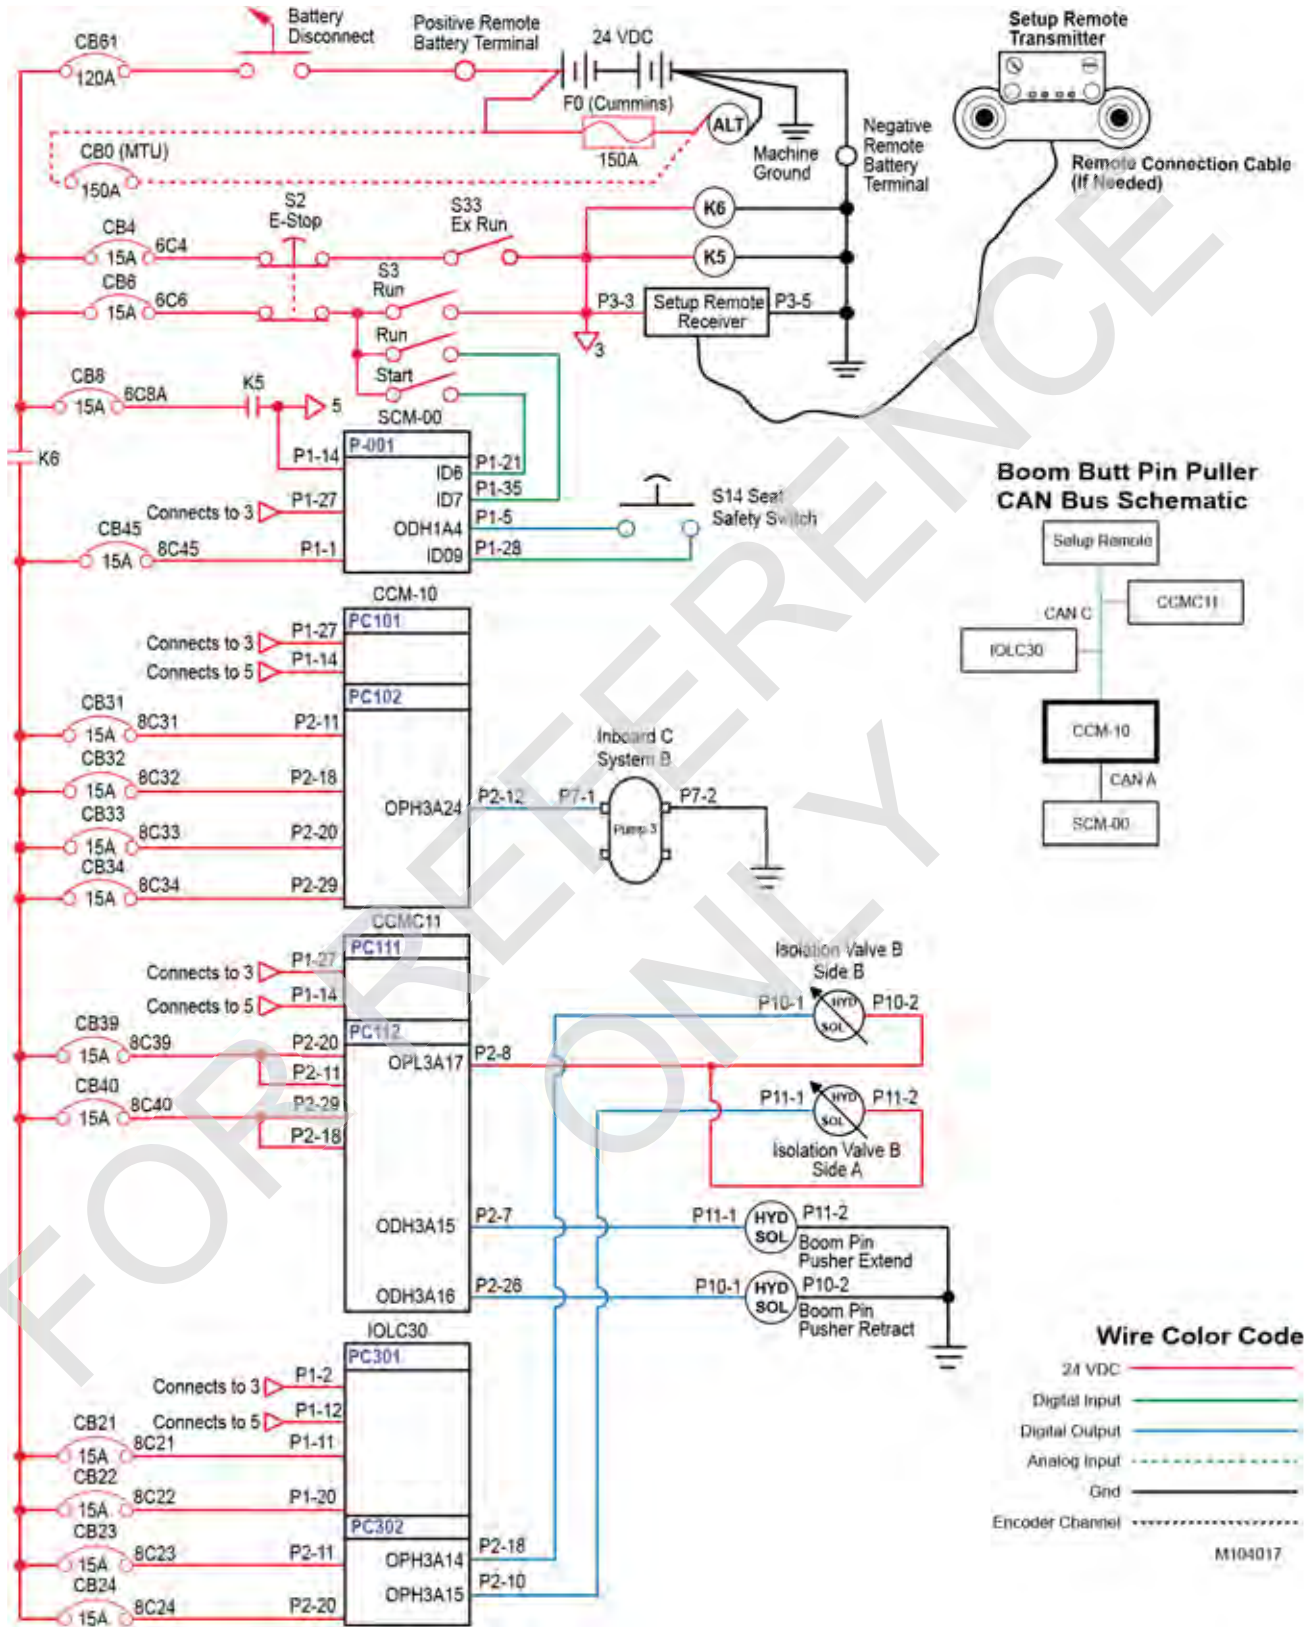 Battery
Disconnect
Positive Remote
Battery Terminal
24 VDC
Setup Remote
Transmitter
CB61
120A
F0 (Cummins)
150A
ALT
Machine
Ground
Negative
Remote
Battery
Terminal
Remote Connection Cable
(If Needed)
CB0 (MTU)
150A
S2
E-Stop
S33
Ex Run
K6
K5
CB4
15A
6C4
CB6
15A
6C6
S3
Run
Run
Start
P3-3
Setup Remote
Receiver
P3-5
3
CB8
15A
6C8A
K5
5
K6
SCM-00
P-001
P1-14
ID6
P1-21
ID7
P1-35
Connects to 3
P1-27
ODH1A4
P1-5
ID09
P1-28
S14 Seat
Safety Switch
CB45
15A
8C45
P1-1
Boom Butt Pin Puller
CAN Bus Schematic
Setup Remote
CAN C
CCMC11
IOLC30
CCM-10
CAN A
SCM-00
CCM-10
PC101
Connects to 3
P1-27
Connects to 5
P1-14
PC102
CB31
15A
8C31
P2-11
CB32
15A
8C32
P2-18
CB33
15A
8C33
P2-20
CB34
15A
8C34
P2-29
OPH3A24
P2-12
P7-1
Inboard C
System B
Pump 3
P7-2
CCMC11
PC111
Connects to 3
P1-27
Connects to 5
P1-14
PC112
CB39
15A
8C39
P2-20
P2-11
CB40
15A
8C40
P2-29
P2-18
OPL3A17
P2-8
Isolation Valve B
Side B
P10-1
HYD
SOL
P10-2
P11-1
HYD
SOL
P11-2
Isolation Valve B
Side A
ODH3A15
P2-7
P11-1
HYD
SOL
P11-2
Boom Pin
Pusher Extend
ODH3A16
P2-26
P10-1
HYD
SOL
P10-2
Boom Pin
Pusher Retract
IOLC30
PC301
Connects to 3
P1-2
Connects to 5
P1-12
CB21
15A
8C21
P1-11
CB22
15A
8C22
P1-20
PC302
CB23
15A
8C23
P2-11
CB24
15A
8C24
P2-20
OPH3A14
P2-18
OPH3A15
P2-10
Wire Color Code
24 VDC
Digital Input
Digital Output
Analog Input
Gnd
Encoder Channel
M104017
FOR REFERENCE
ONLY